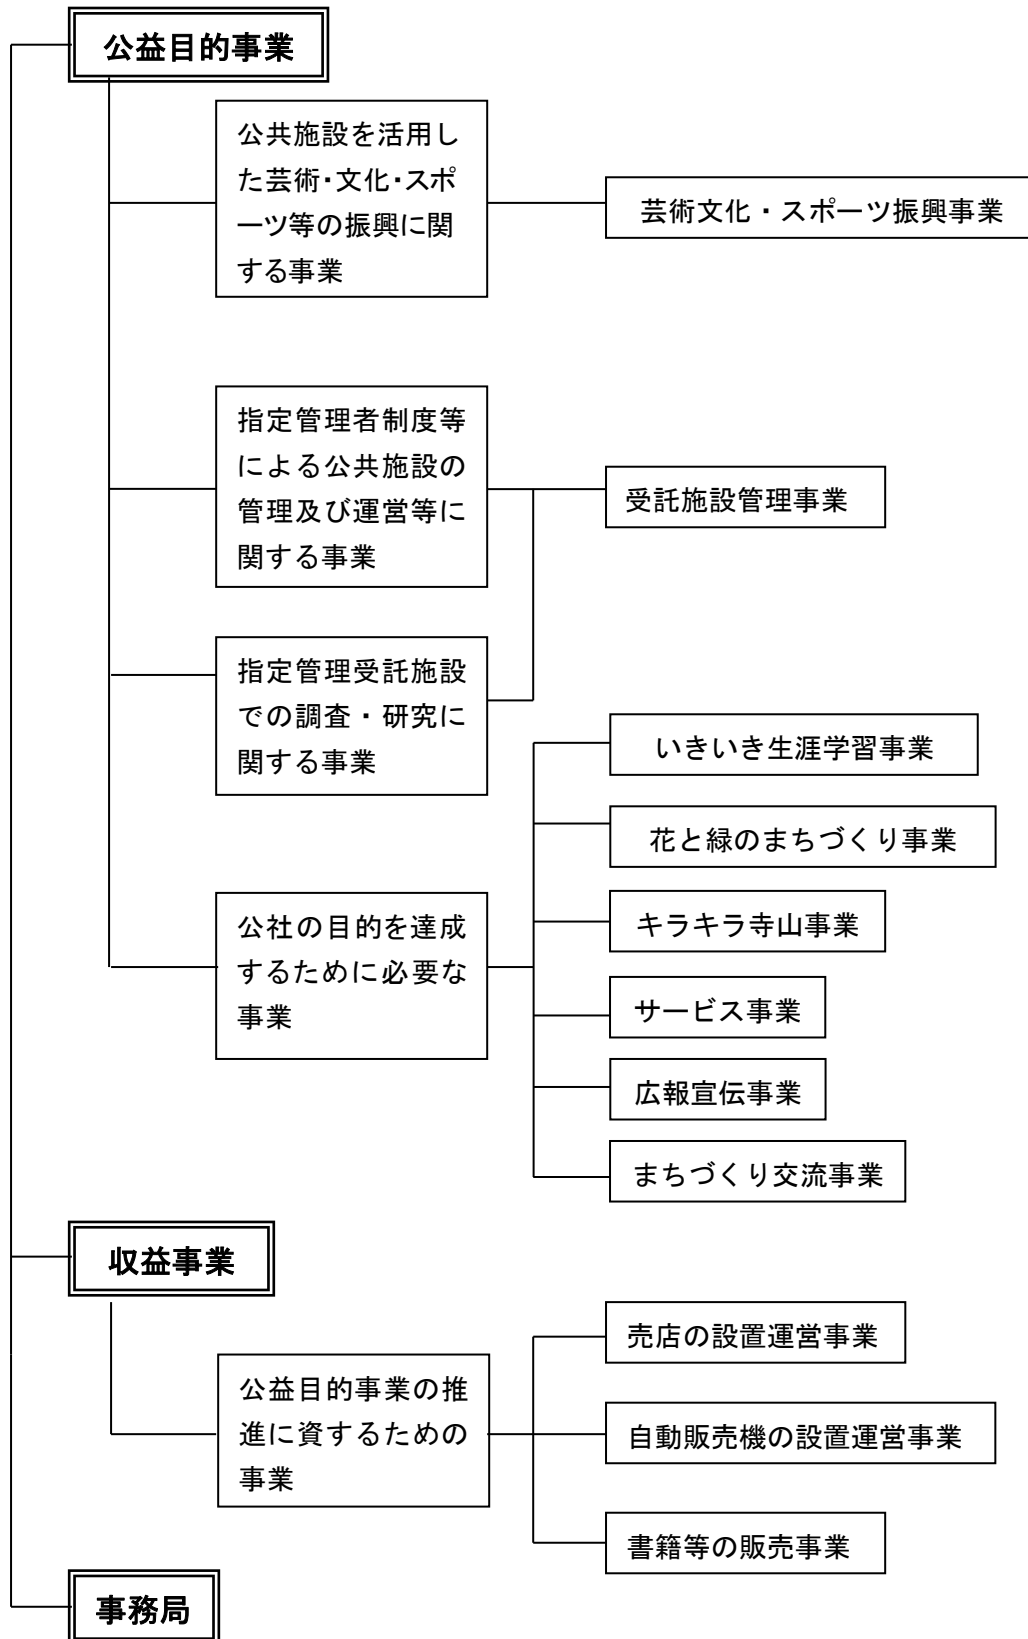 公益目的事業
公共施設を活用し
た芸術・文化・スポ
ーツ等の振興に関
する事業
芸術文化・スポーツ振興事業
指定管理者制度等
による公共施設の
管理及び運営等に
関する事業
受託施設管理事業
指定管理受託施設
での調査・研究に
関する事業
公社の目的を達成
するために必要な
事業
いきいき生涯学習事業
花と緑のまちづくり事業
キラキラ寺山事業
サービス事業
広報宣伝事業
まちづくり交流事業
収益事業
公益目的事業の推
進に資するための
事業
売店の設置運営事業
自動販売機の設置運営事業
書籍等の販売事業
事務局